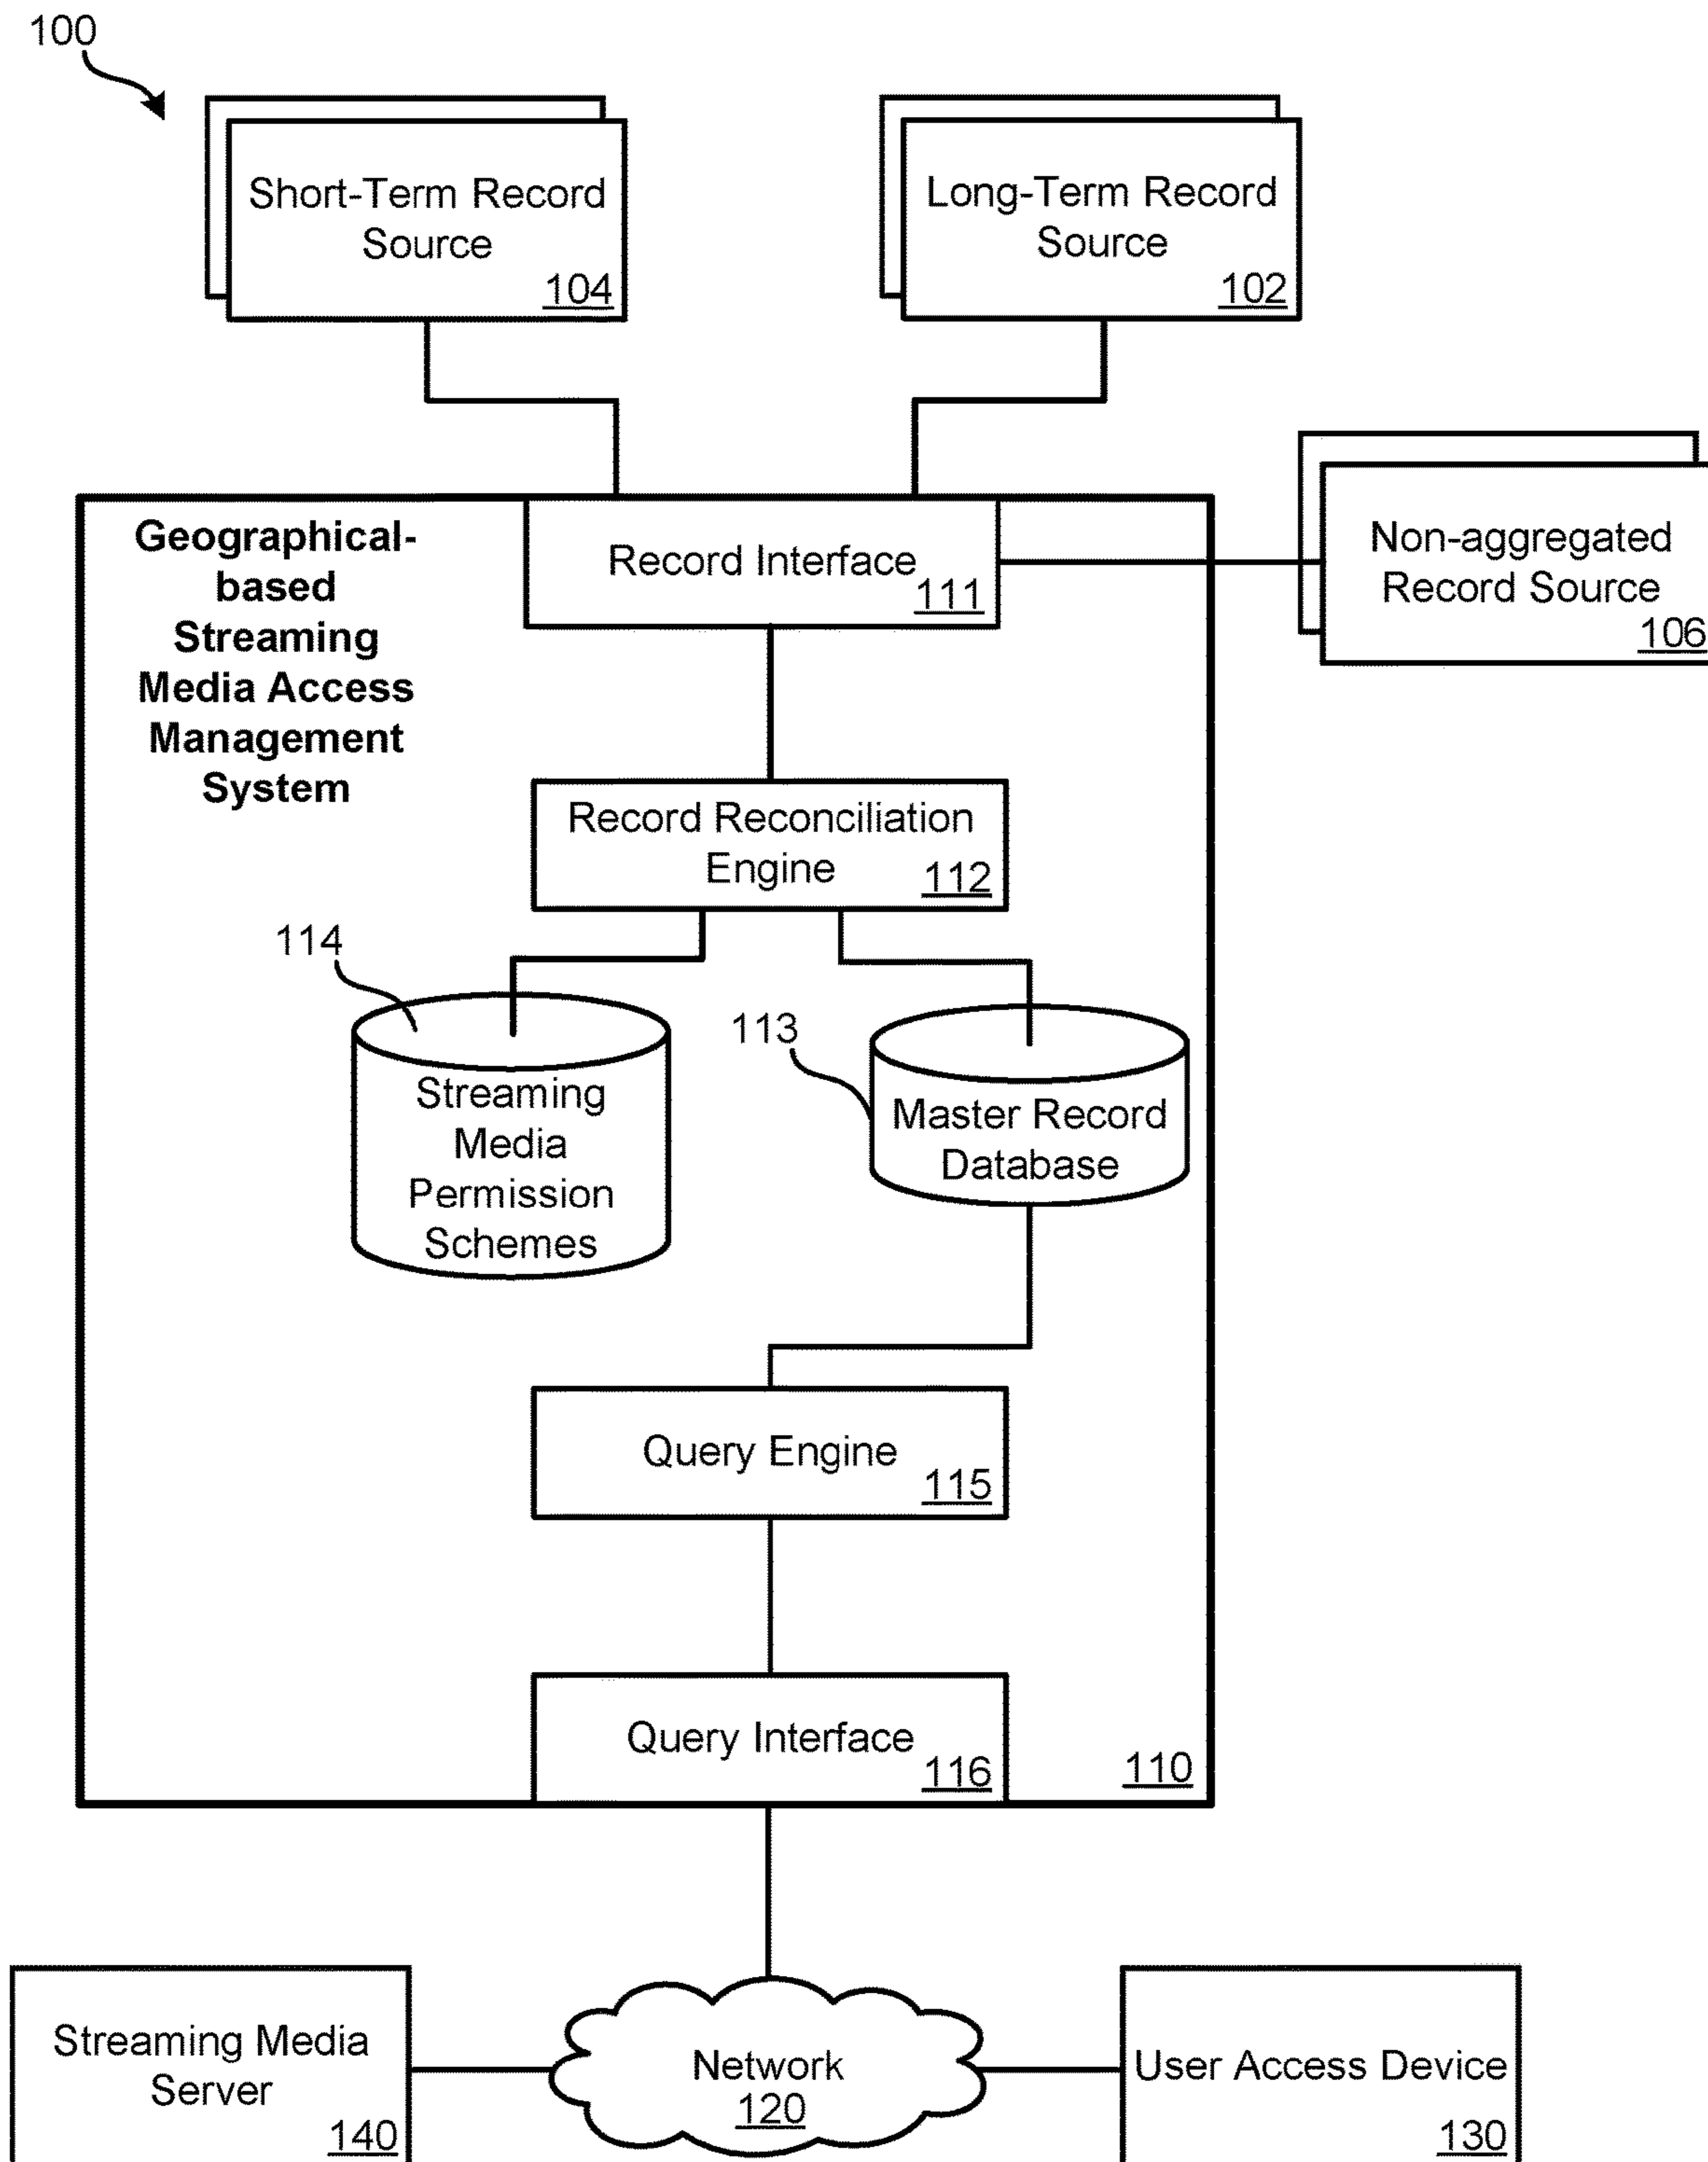 100
Short-Term Record
Source
104
Long-Term Record
Source
102
Geographical-
based
Streaming
Media Access
Management
System
Record Interface
111
Non-aggregated
Record Source
106
Record Reconciliation
Engine
112
114
Streaming
Media
Permission
Schemes
113
Master Record
Database
Query Engine
115
Query Interface
116
110
Streaming Media
Server
140
Network
120
User Access Device
130